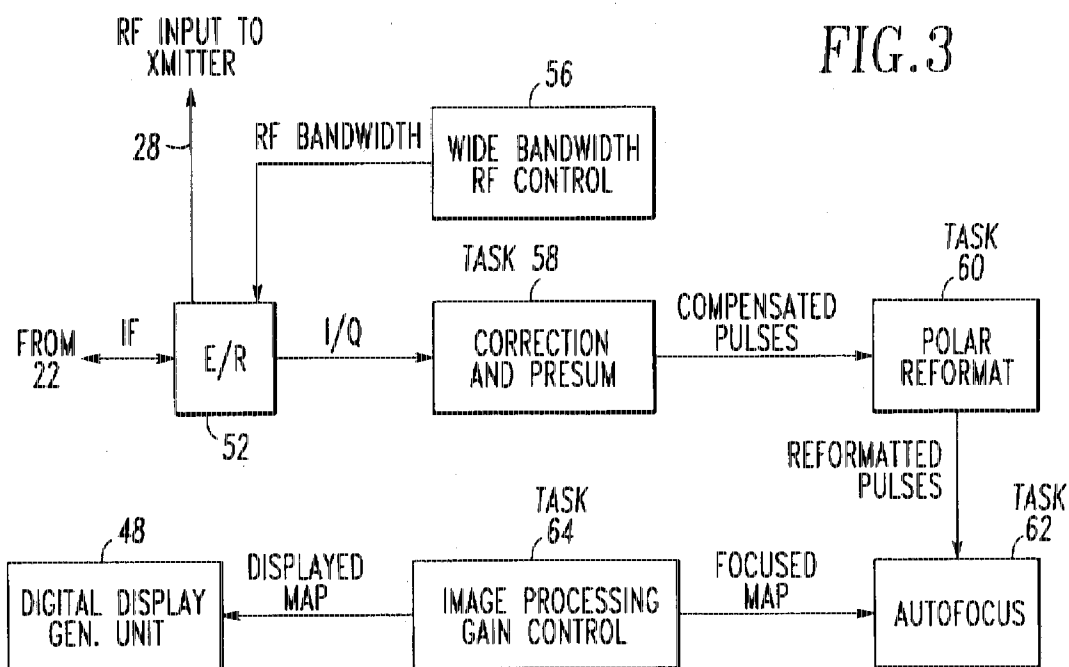 RF INPUT TO
XMITTER
FIG.3
28
RF BANDWIDTH
56
WIDE BANDWIDTH
RF CONTROL
TASK 58
TASK
60
FROM
22
IF
E/R
52
I/Q
CORRECTION
AND PRESUM
COMPENSATED
PULSES
POLAR
REFORMAT
REFORMATTED
PULSES
48
DIGITAL DISPLAY
GEN. UNIT
DISPLAYED
MAP
TASK
64
IMAGE PROCESSING
GAIN CONTROL
FOCUSED
MAP
TASK
62
AUTOFOCUS